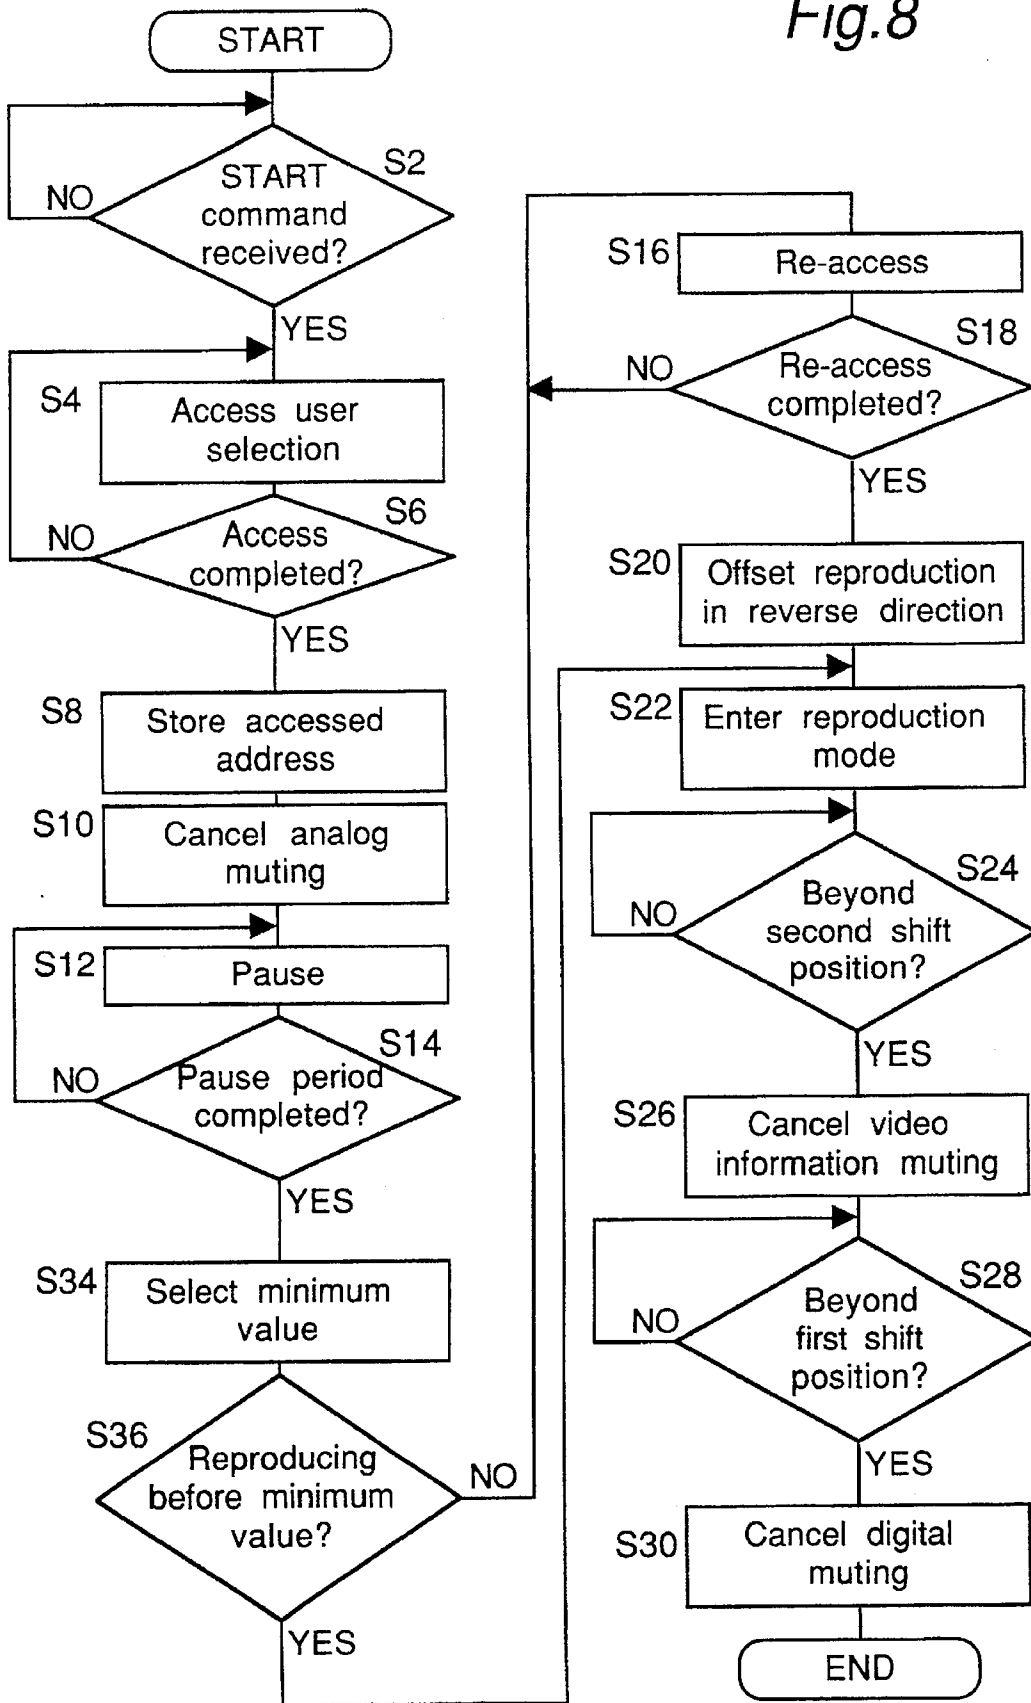 Fig.8
START
S2
START
command
received?
NO
YES
S4
Access user
selection
S6
NO
Access
completed?
YES
S8
Store accessed
address
S10
Cancel analog
muting
S12
Pause
S14
NO
Pause period
completed?
YES
S34
Select minimum
value
S36
Reproducing
before minimum
value?
NO
YES
S16
Re-access
S18
NO
Re-access
completed?
YES
S20
Offset reproduction
in reverse direction
S22
Enter reproduction
mode
S24
Beyond
second shift
position?
NO
YES
S26
Cancel video
information muting
S28
Beyond
first shift
position?
NO
YES
S30
Cancel digital
muting
END